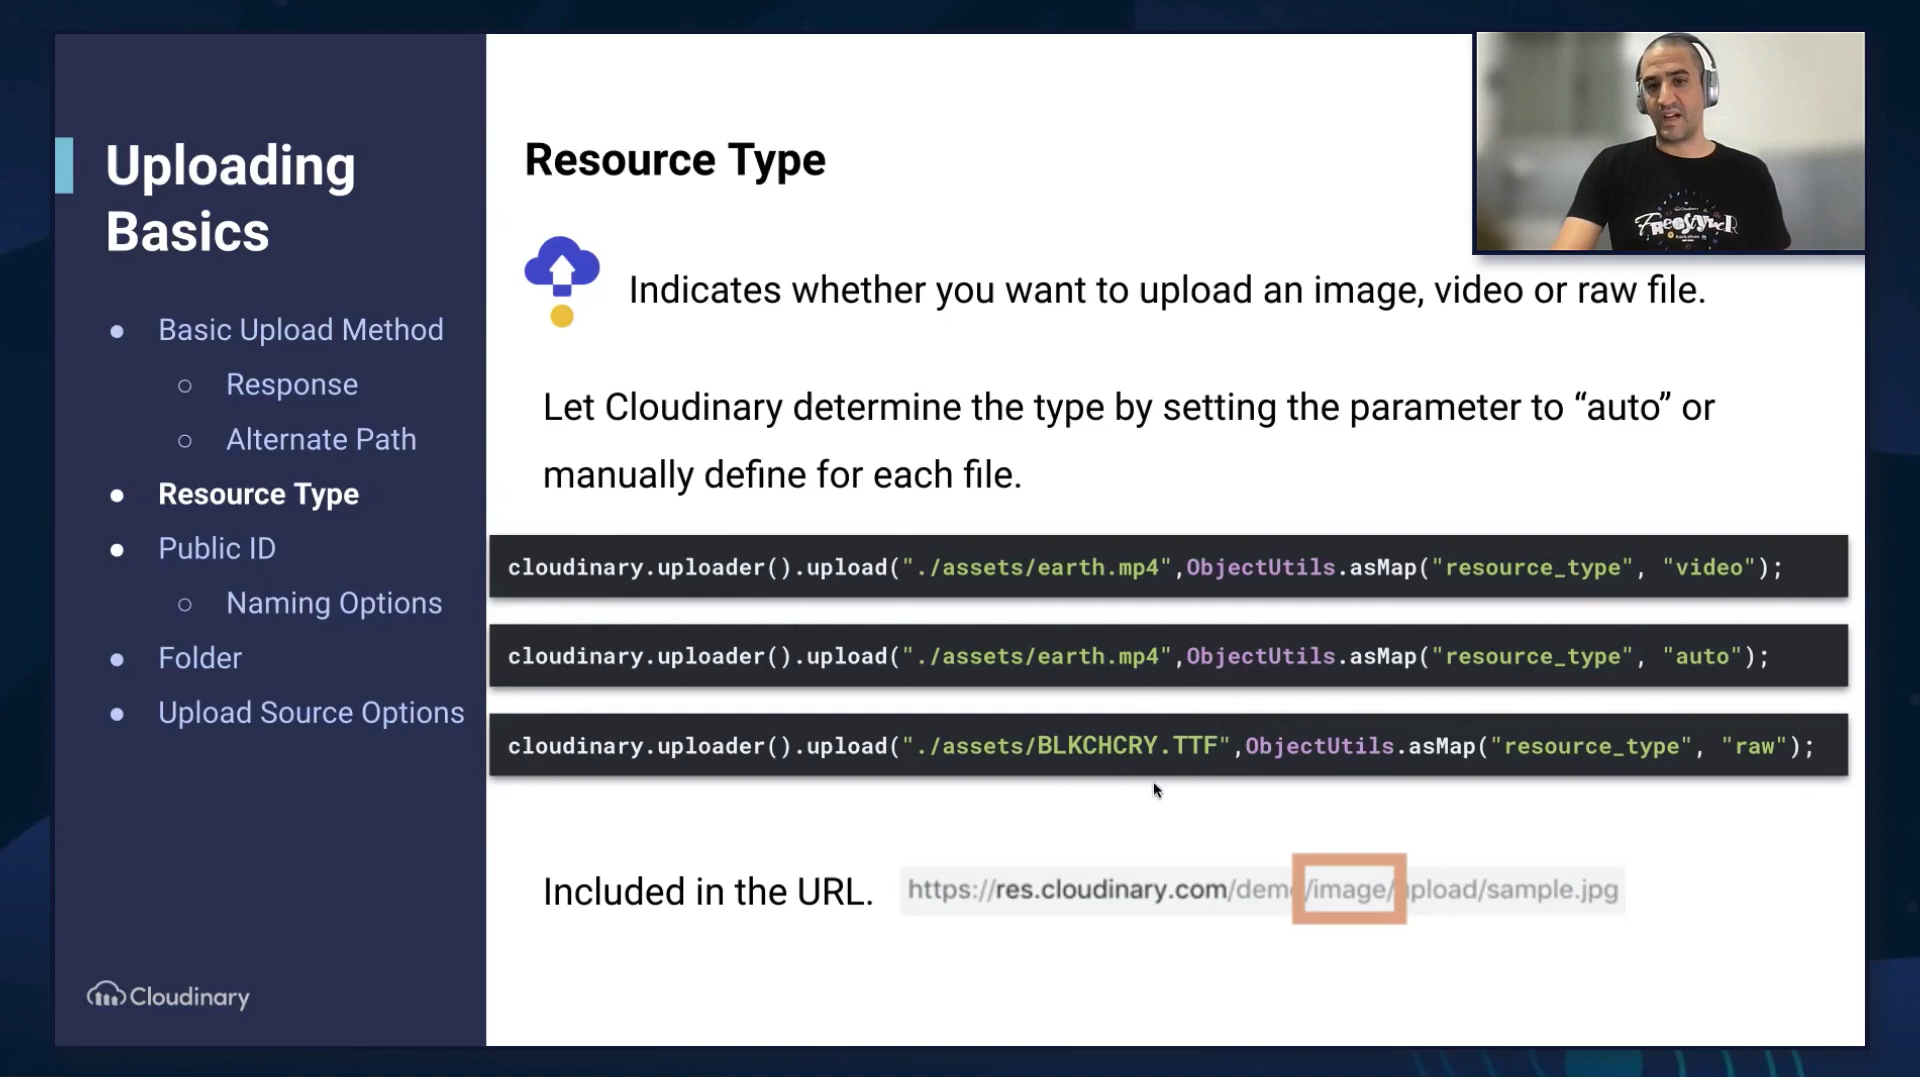 Uploading
Basics
● Basic Upload Method
○ Response
○ Alternate Path
● Resource Type
● Public ID
○ Naming Options
● Folder
● Upload Source Options
Cloudinary
Resource Type
Indicates whether you want to upload an image, video or raw file.
Let Cloudinary determine the type by setting the parameter to “auto” or
manually define for each file.
cloudinary.uploader().upload("./assets/earth.mp4",ObjectUtils.asMap("resource_type", "video");
cloudinary.uploader().upload("./assets/earth.mp4",ObjectUtils.asMap("resource_type", "auto");
cloudinary.uploader().upload("./assets/BLKCHCRY.TTF",ObjectUtils.asMap("resource_type", "raw");
Included in the URL. https://res.cloudinary.com/demo/image/upload/sample.jpg